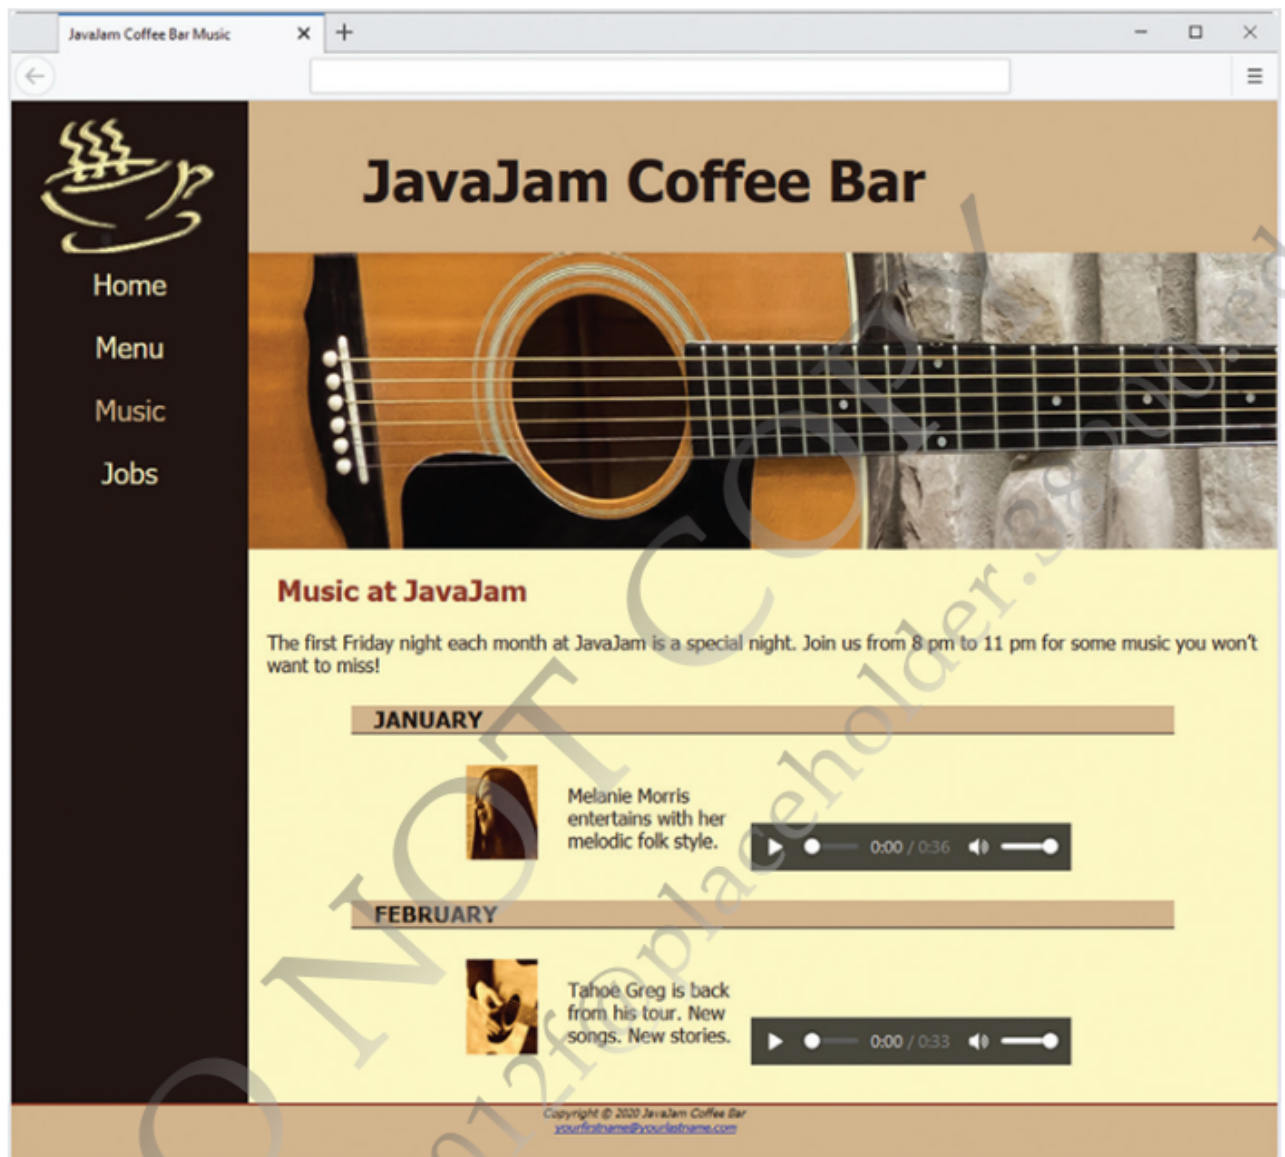 JavaJam Coffee Bar Music
JavaJam Coffee Bar
Home
Menu
Music
Jobs
Music at JavaJam
The first Friday night each month at JavaJam is a special night. Join us from 8 pm to 11 pm for some music you won’t
want to miss!
JANUARY
Melanie Morris
entertains with her
melodic folk style.
0:00 / 0:36
FEBRUARY
Tahoe Greg is back
from his tour. New
songs. New stories.
0:00 / 0:33
Copyright © 2020 JavaJam Coffee Bar
yourfirstname@yourlastname.com
NOT COPY
012f@placeholder.38200.ed